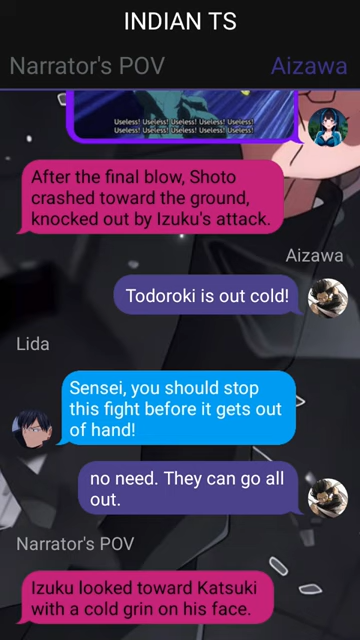 INDIAN TS
Narrator's POV
Aizawa
Useless! Useless! Useless! Useless! Useless!.
Useless! Useless! Useless! Useless! Useless!.
After the final blow, Shoto
crashed toward the ground,
knocked out by Izuku's attack.
Aizawa
Todoroki is out cold!
Lida
Sensei, you should stop
this fight before it gets out
of hand!
no need. They can go all
out.
Narrator's POV
Izuku looked toward Katsuki
with a cold grin on his face.